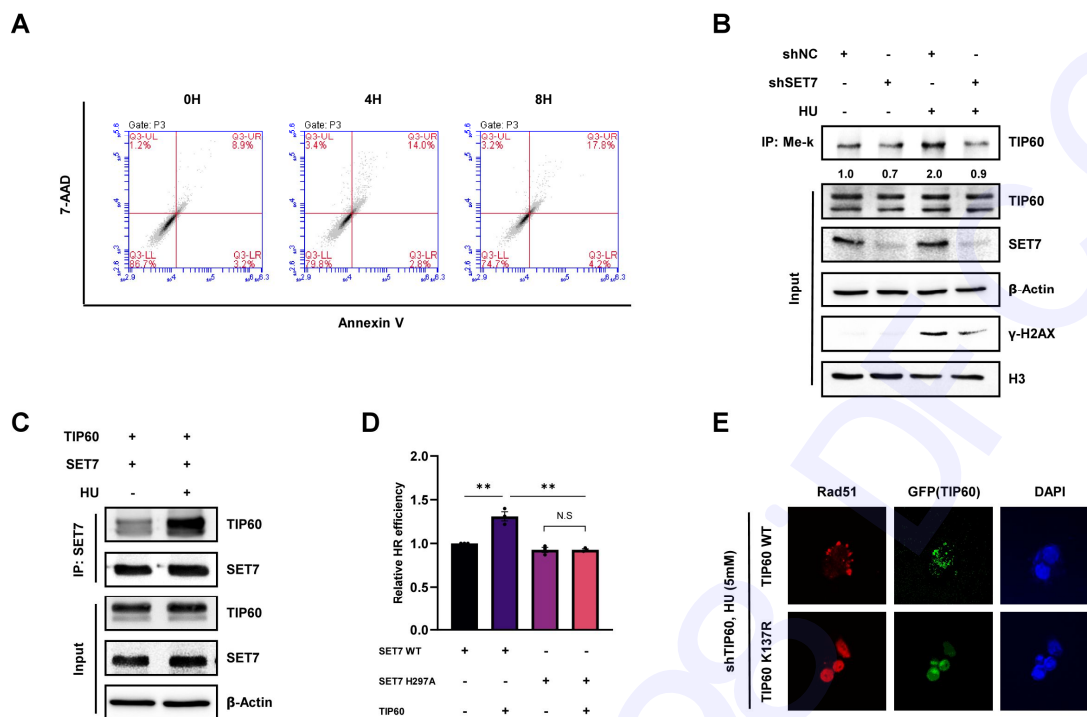 A
0H 4H 8H
Gate: P3 Gate: P3 Gate: P3
Q3-UL Q3-UR Q3-UL Q3-UR Q3-UL Q3-UR
1.2% 8.9% 3.4% 14.0% 3.2% 17.8%
7-AAD
Q3-LL Q3-LR Q3-LL Q3-LR Q3-LL Q3-LR
86.7% 3.2% 79.8% 2.8% 74.7% 4.2%
Annexin V
B
shNC + - + -
shSET7 - + - +
HU - - + +
IP: Me-k TIP60
1.0 0.7 2.0 0.9
Input
TIP60
SET7
β-Actin
γ-H2AX
H3
C
TIP60 + +
SET7 + +
HU - +
IP: SET7
TIP60
SET7
Input
TIP60
SET7
β-Actin
D
Relative HR efficiency
2.0
1.5
1.0
0.5
0.0
** **
N.S
SET7 WT + + - -
SET7 H297A - - + +
TIP60 - + - +
E
Rad51 GFP(TIP60) DAPI
shTIP60, HU (5mM)
TIP60 WT
TIP60 K137R